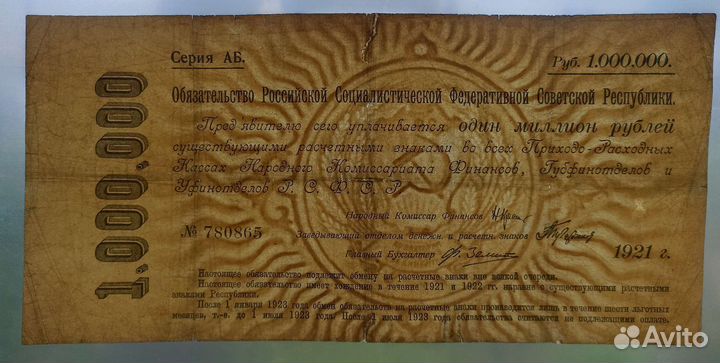 1.000.000
Серия АБ.
Руб. 1.000.000.
Обязательство Российской Социалистической Федеративной Советской Республики.
Предъявителю сего уплачивается один миллион рублей
существующими расчетными знаками во всех Приходо-Расходных
Кассах Народного Комиссариата Финансов, Губфинотделов и
Уфинотделов Р. С. Ф. С. Р.
Народный Комиссар Финансов
№ 780865
Заведывающий отделом денежн. и расчетн. знаков
Главный Бухгалтер
1921 г.
Настоящее обязательство подлежит обмену на расчетные знаки вне всякой очереди.
Настоящее обязательство имеет хождение в течение 1921 и 1922 гг. наравне с существующими расчетными
знаками Республики.
После 1 января 1923 года обмен обязательств на расчетные знаки производится лишь в течение шести льготных
месяцев, т.-е. до 1 июля 1923 года. После 1 июля 1923 года обязательства считаются не подлежащими оплате.
Avito